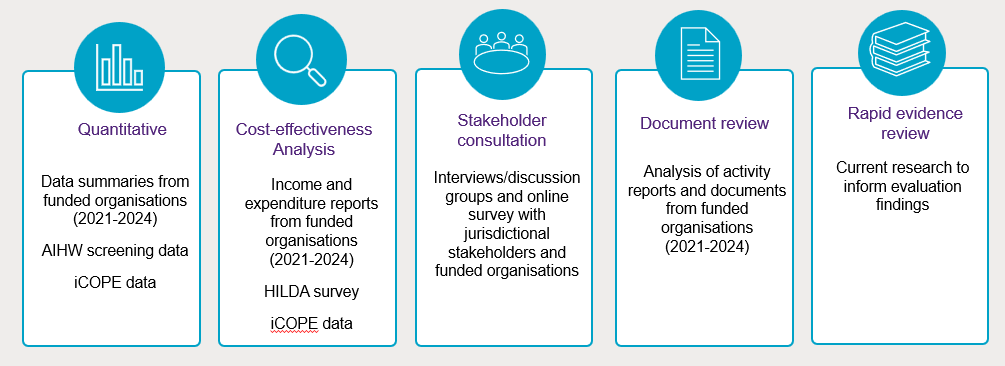 Quantitative
Data summaries from
funded organisations
(2021-2024)
AIHW screening data
iCOPE data
Cost-effectiveness
Analysis
Income and
expenditure reports
from funded
organisations
(2021-2024)
HILDA survey
iCOPE data
Stakeholder
consultation
Interviews/discussion
groups and online
survey with
jurisdictional
stakeholders and
funded organisations
Document review
Analysis of activity
reports and documents
from funded
organisations
(2021-2024)
Rapid evidence
review
Current research to
inform evaluation
findings